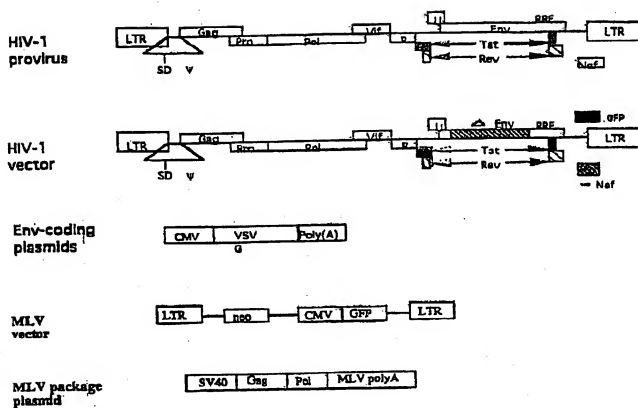 HIV-1
provirus
LTR
SD
Ψ
Gag
Pro
Pol
Vif
R
U
Env
RRE
Tat
Rev
Nef
LTR
HIV-1
vector
LTR
SD
Ψ
Gag
Pro
Pol
Vif
R
U
Δ Env
RRE
Tat
Rev
GFP
LTR
- Nef
Env-coding
plasmids
CMV
VSV
G
Poly(A)
MLV
vector
LTR
neo
CMV
GFP
LTR
MLV package
plasmid
SV40
Gag
Pol
MLV polyA